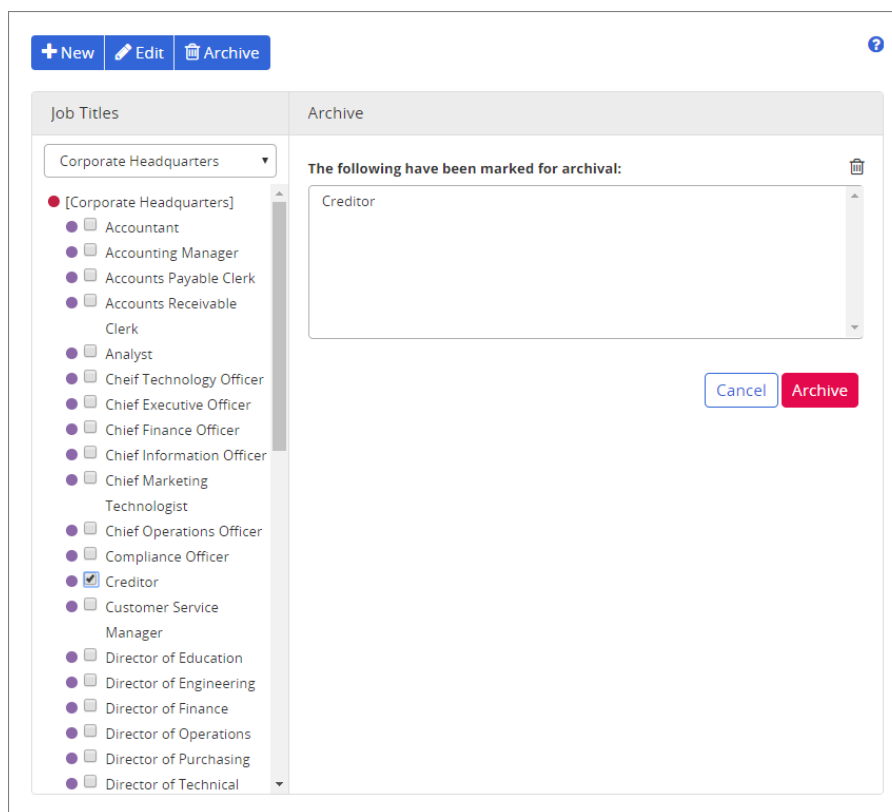 New Edit Archive
Job Titles
Archive
Corporate Headquarters
The following have been marked for archival:
Creditor
[Corporate Headquarters]
Accountant
Accounting Manager
Accounts Payable Clerk
Accounts Receivable
Clerk
Analyst
Cheif Technology Officer
Chief Executive Officer
Chief Finance Officer
Chief Information Officer
Chief Marketing
Technologist
Chief Operations Officer
Compliance Officer
Creditor
Customer Service
Manager
Director of Education
Director of Engineering
Director of Finance
Director of Operations
Director of Purchasing
Director of Technical
Cancel Archive